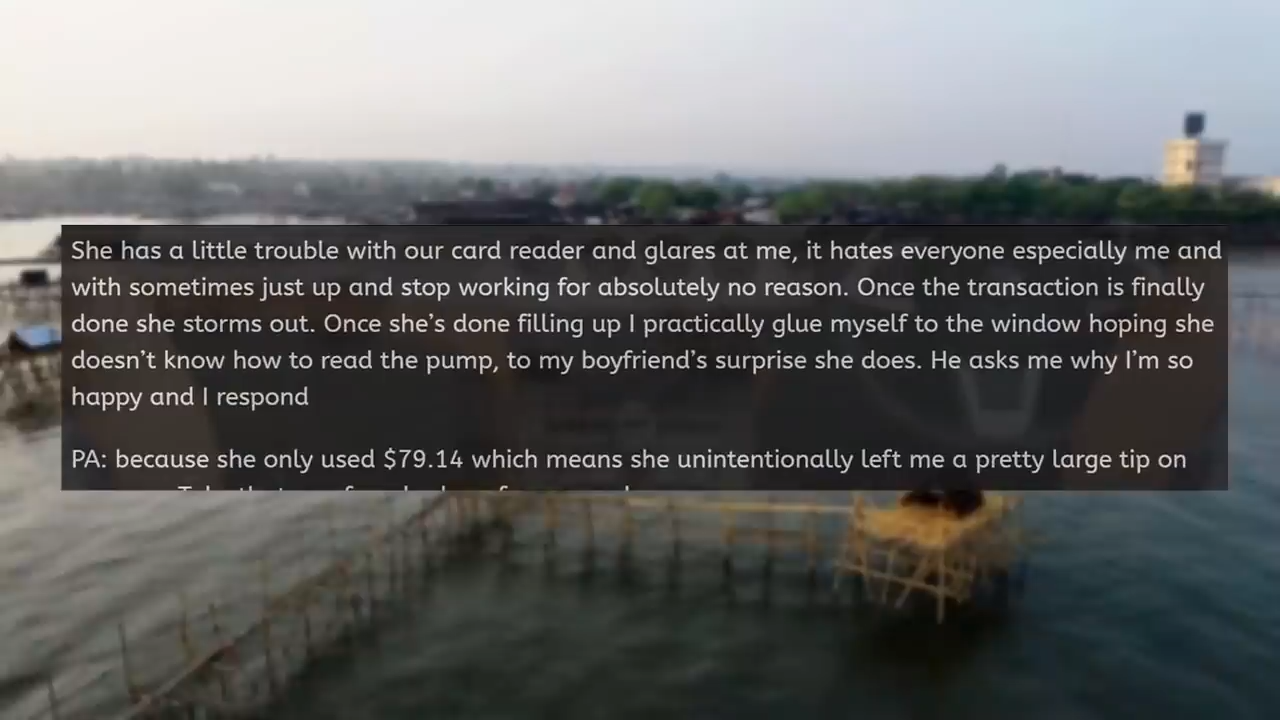 She has a little trouble with our card reader and glares at me, it hates everyone especially me and
with sometimes just up and stop working for absolutely no reason. Once the transaction is finally
done she storms out. Once she’s done filling up I practically glue myself to the window hoping she
doesn’t know how to read the pump, to my boyfriend’s surprise she does. He asks me why I’m so
happy and I respond
PA: because she only used $79.14 which means she unintentionally left me a pretty large tip on